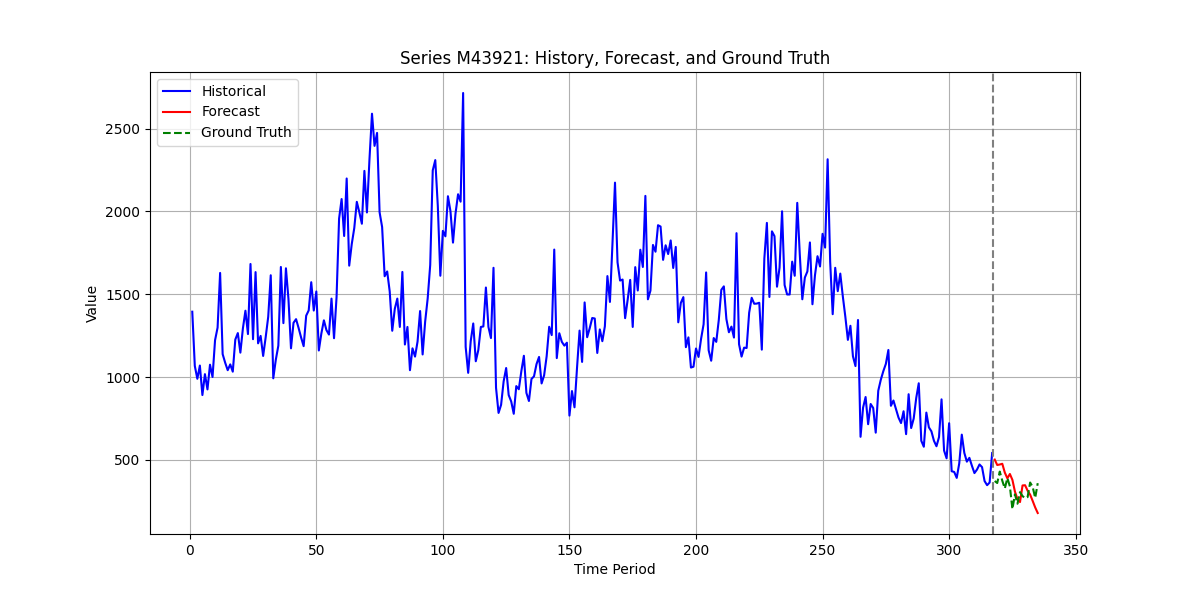 Series M43921: History, Forecast, and Ground Truth
Historical
Forecast
Ground Truth
Value
2500
2000
1500
1000
500
0 50 100 150 200 250 300 350
Time Period